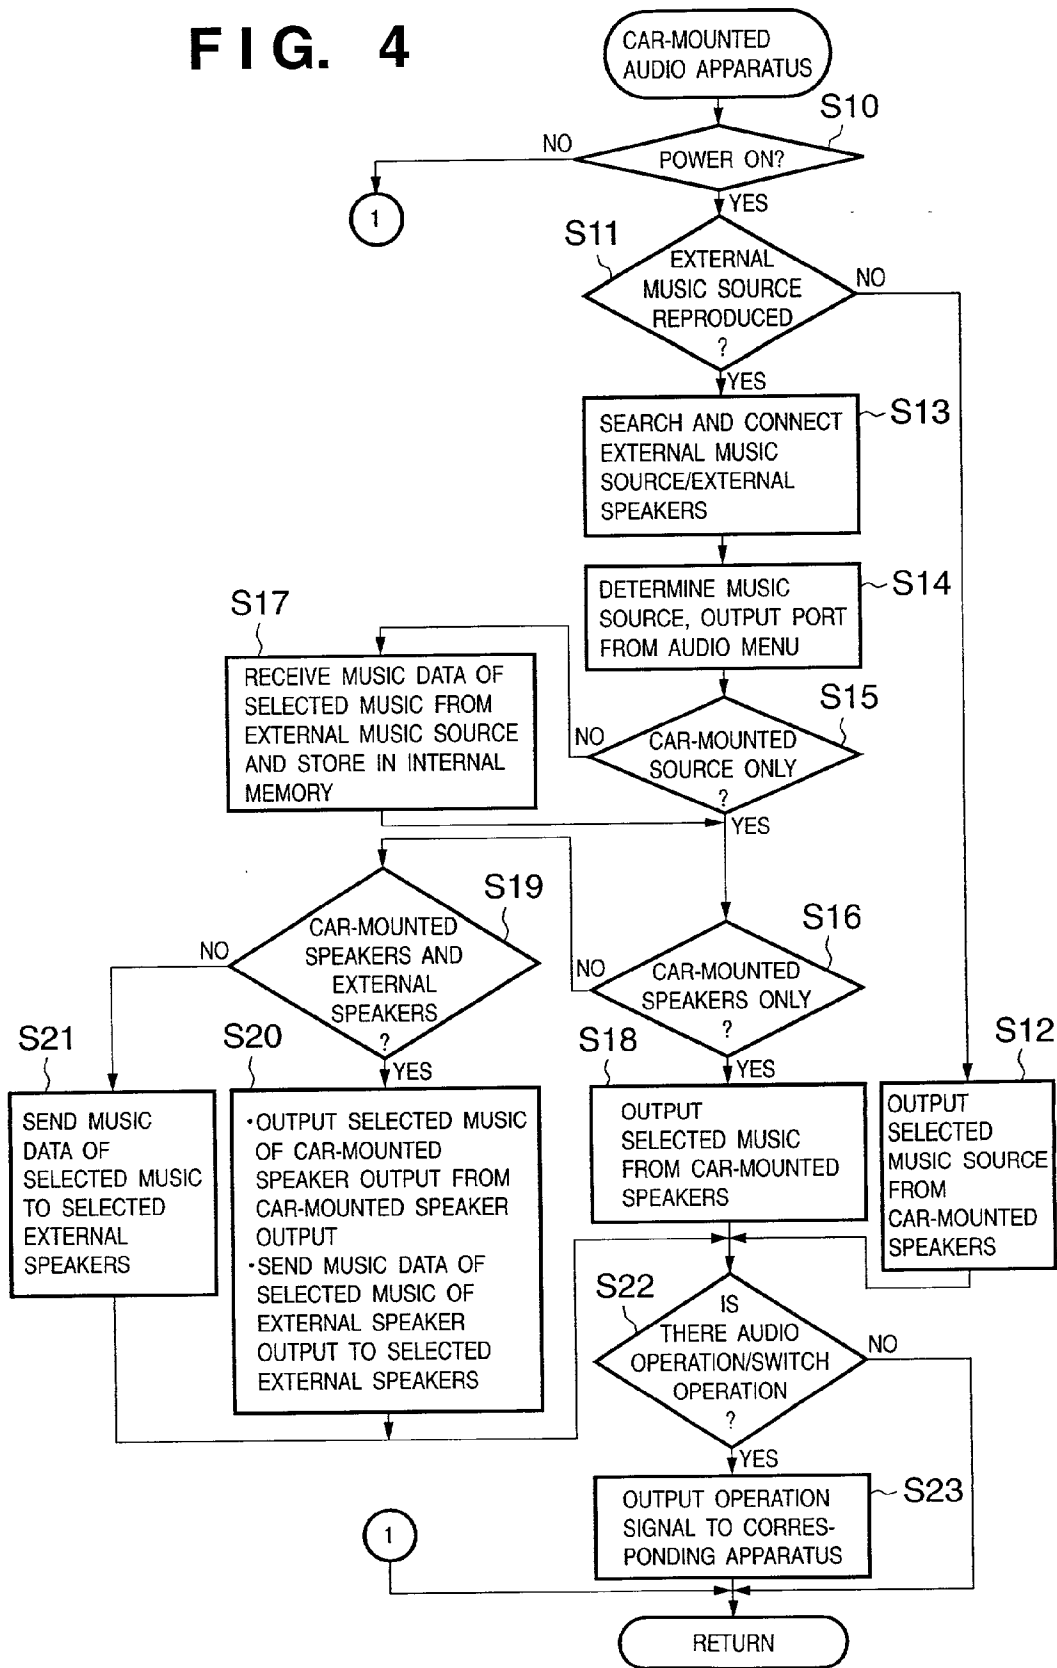 FIG. 4
CAR-MOUNTED
AUDIO APPARATUS
S10
NO
POWER ON?
1
YES
S11
EXTERNAL
MUSIC SOURCE
REPRODUCED
?
NO
YES
S13
SEARCH AND CONNECT
EXTERNAL MUSIC
SOURCE/EXTERNAL
SPEAKERS
S14
DETERMINE MUSIC
SOURCE, OUTPUT PORT
FROM AUDIO MENU
S17
RECEIVE MUSIC DATA OF
SELECTED MUSIC FROM
EXTERNAL MUSIC SOURCE
AND STORE IN INTERNAL
MEMORY
S15
NO
CAR-MOUNTED
SOURCE ONLY
?
YES
S19
CAR-MOUNTED
SPEAKERS AND
EXTERNAL
SPEAKERS
?
NO
YES
S16
NO
CAR-MOUNTED
SPEAKERS ONLY
?
YES
S21
SEND MUSIC
DATA OF
SELECTED MUSIC
TO SELECTED
EXTERNAL
SPEAKERS
S20
•OUTPUT SELECTED MUSIC
OF CAR-MOUNTED
SPEAKER OUTPUT FROM
CAR-MOUNTED SPEAKER
OUTPUT
•SEND MUSIC DATA OF
SELECTED MUSIC OF
EXTERNAL SPEAKER
OUTPUT TO SELECTED
EXTERNAL SPEAKERS
S18
OUTPUT
SELECTED MUSIC
FROM CAR-MOUNTED
SPEAKERS
S12
OUTPUT
SELECTED
MUSIC SOURCE
FROM
CAR-MOUNTED
SPEAKERS
S22
IS
THERE AUDIO
OPERATION/SWITCH
OPERATION
?
NO
YES
S23
OUTPUT OPERATION
SIGNAL TO CORRES-
PONDING APPARATUS
1
RETURN